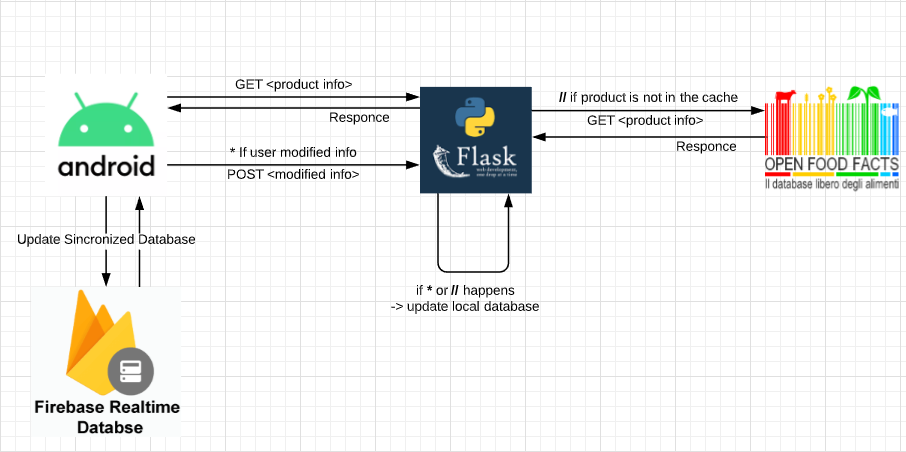 GET <product info>
Responce
* If user modified info
POST <modified info>
android
Flask
web development,
one drop at a time
// if product is not in the cache
GET <product info>
Responce
OPEN FOOD FACTS
Il database libero degli alimenti
Update Sincronized Database
if * or // happens
-> update local database
Firebase Realtime
Databse